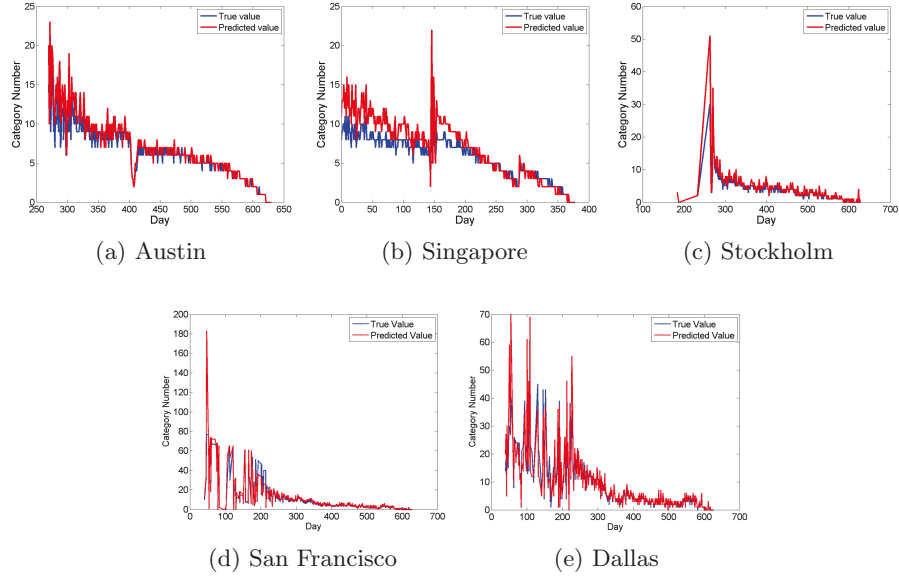 25
20
15
10
5
0
Category Number
250 300 350 400 450 500 550 600 650
Day
True value
Predicted value
(a) Austin
25
20
15
10
5
0
Category Number
0 50 100 150 200 250 300 350 400
Day
True value
Predicted value
(b) Singapore
60
50
40
30
20
10
0
Category Number
100 200 300 400 500 600 700
Day
True value
Predicted value
(c) Stockholm
200
180
160
140
120
100
80
60
40
20
0
Category Number
0 100 200 300 400 500 600 700
Day
True Value
Predicted Value
(d) San Francisco
70
60
50
40
30
20
10
0
Category Number
0 100 200 300 400 500 600 700
Day
True Value
Predicted Value
(e) Dallas